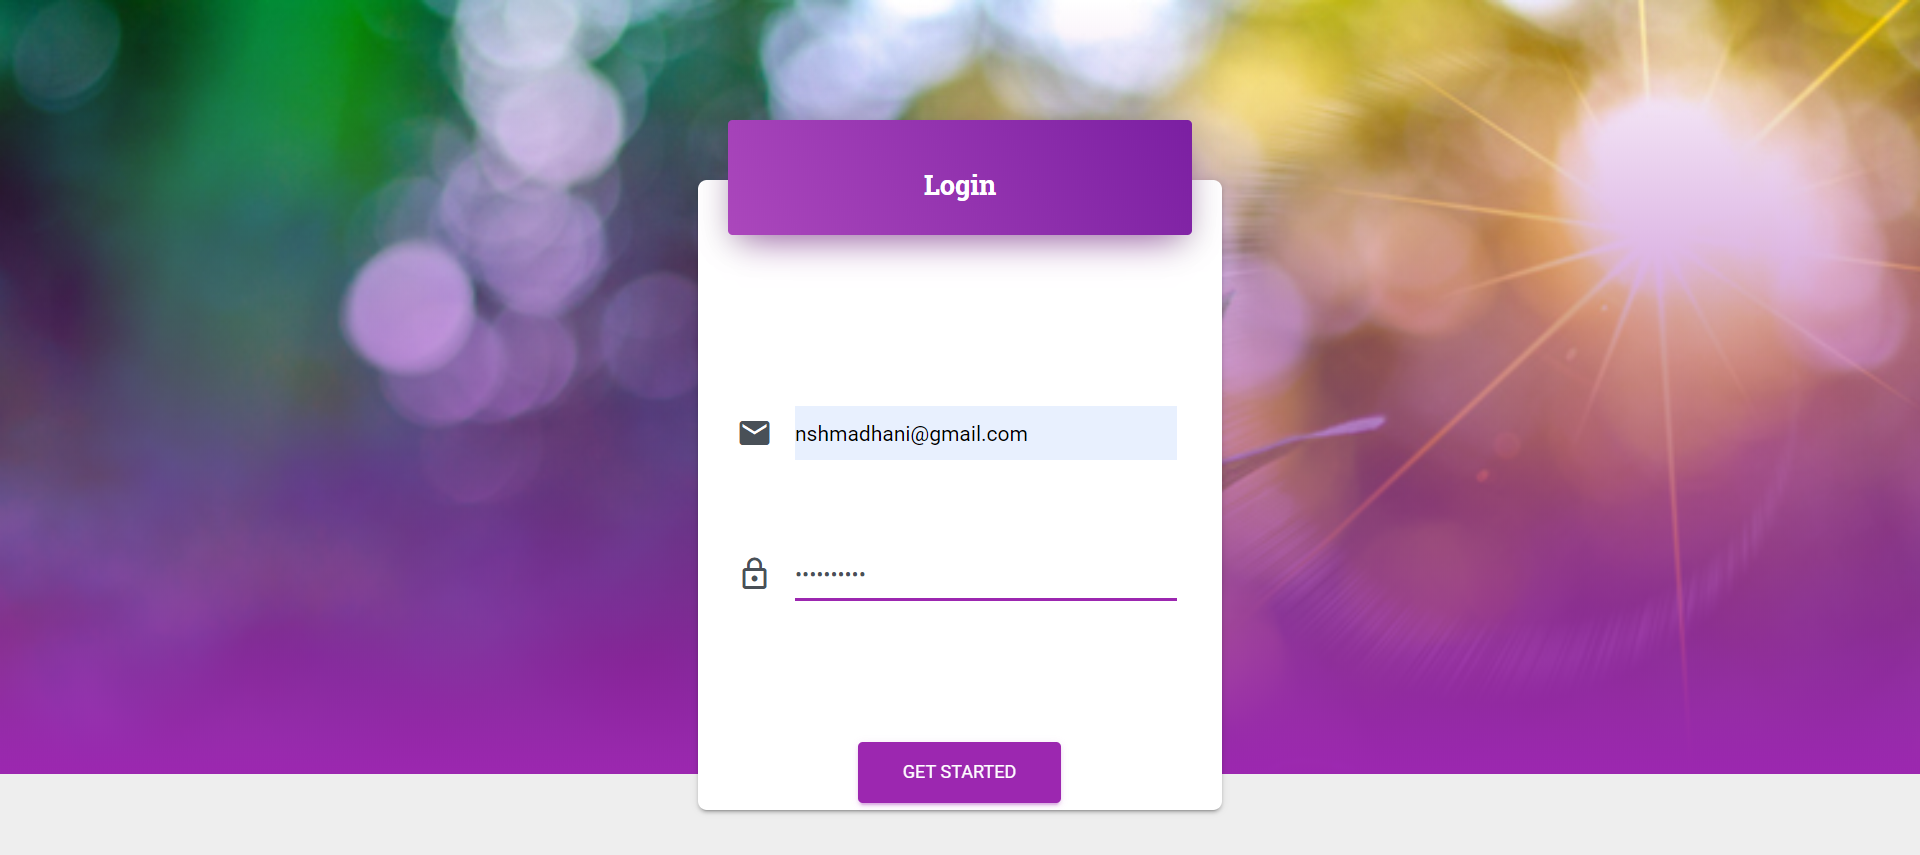 Login
nshmadhani@gmail.com
••••••••••
GET STARTED